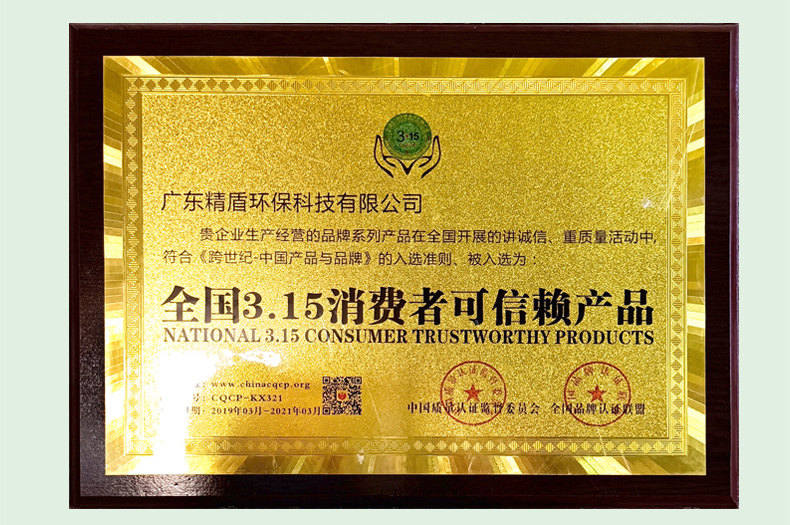 3·15
广东精盾环保科技有限公司
贵企业生产经营的品牌系列产品在全国开展的讲诚信、重质量活动中,
符合《跨世纪-中国产品与品牌》的入选准则、被入选为:
全国3.15消费者可信赖产品
NATIONAL 3.15 CONSUMER TRUSTWORTHY PRODUCTS
: www.chinacqcp.org
号: CQCP-KX321
期: 2019年03月-2021年03月
中国质量认证监督委员会 全国品牌认证联盟